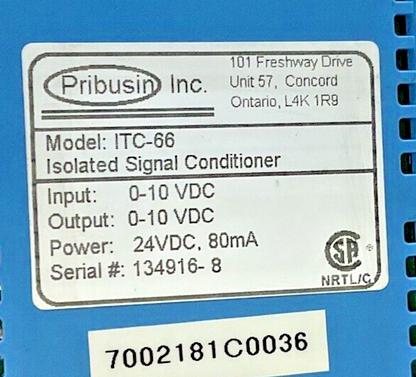 Pribusin Inc.
101 Freshway Drive
Unit 57, Concord
Ontario, L4K 1R9
Model: ITC-66
Isolated Signal Conditioner
Input: 0-10 VDC
Output: 0-10 VDC
Power: 24VDC, 80mA
Serial #: 134916- 8
SA ®
NRTL/C
7002181C0036